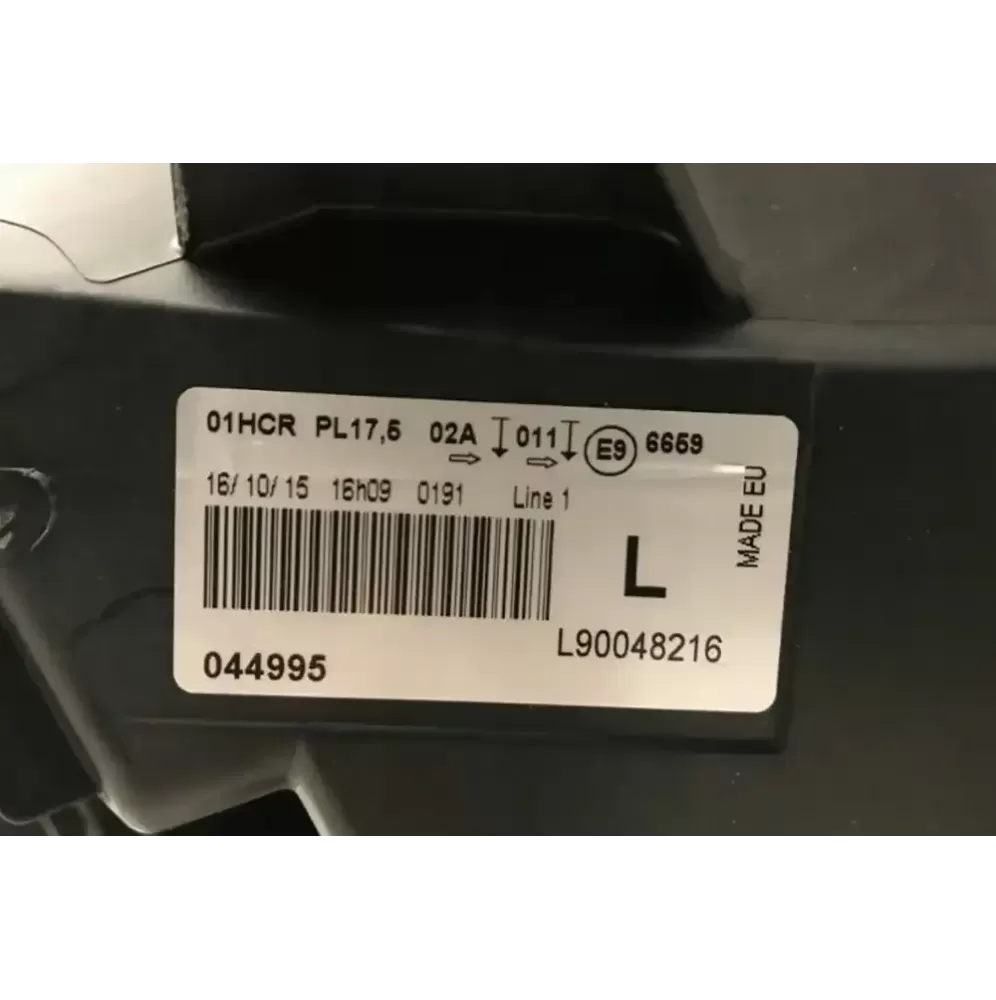 01HCR PL17,5 02A 011 E9 6659
16/ 10/ 15 16h09 0191 Line 1
MADE EU
L
L90048216
044995